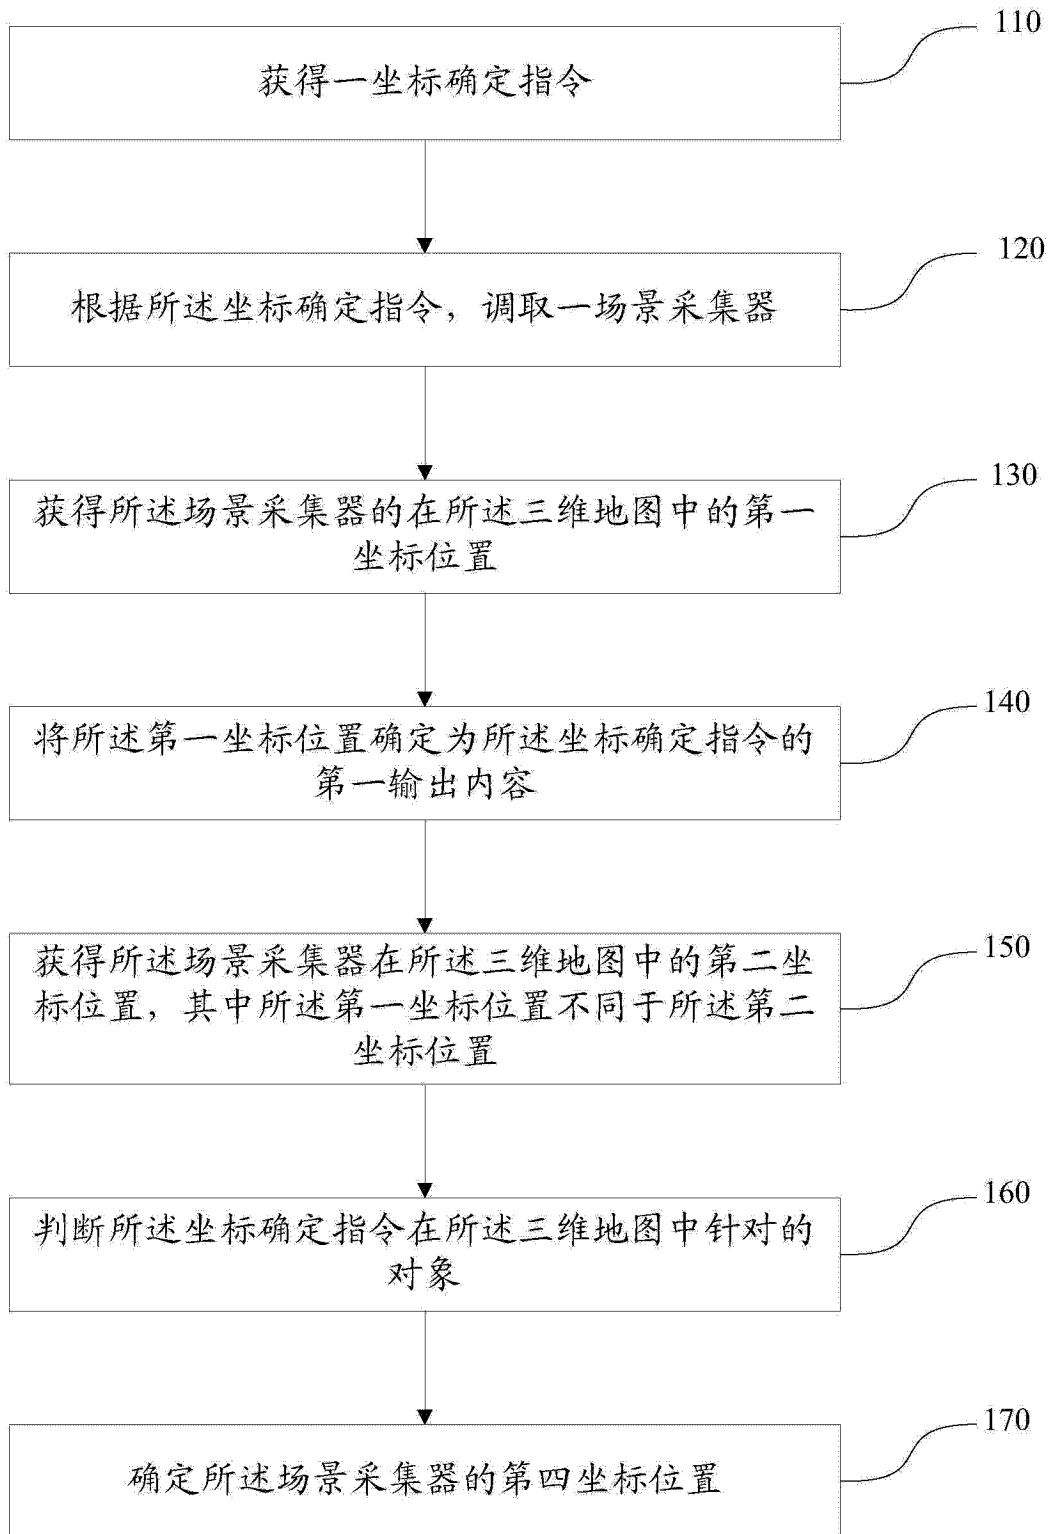 110
获得一坐标确定指令
120
根据所述坐标确定指令，调取一场景采集器
130
获得所述场景采集器的在所述三维地图中的第一
坐标位置
140
将所述第一坐标位置确定为所述坐标确定指令的
第一输出内容
150
获得所述场景采集器在所述三维地图中的第二坐
标位置，其中所述第一坐标位置不同于所述第二
坐标位置
160
判断所述坐标确定指令在所述三维地图中针对的
对象
170
确定所述场景采集器的第四坐标位置